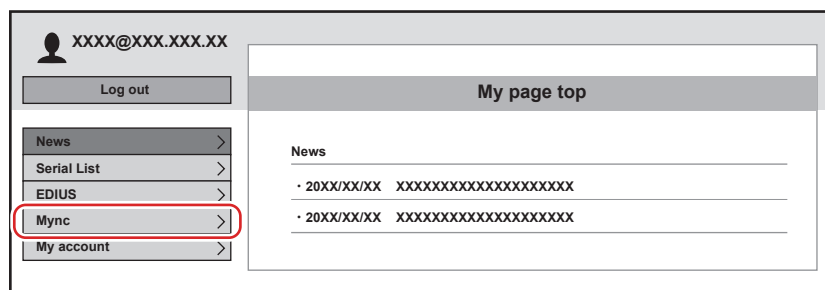 XXXX@XXX.XXX.XX
Log out
News
Serial List
EDIUS
Mync
My account
My page top
News
・20XX/XX/XX XXXXXXXXXXXXXXXXXXXX
・20XX/XX/XX XXXXXXXXXXXXXXXXXXXX